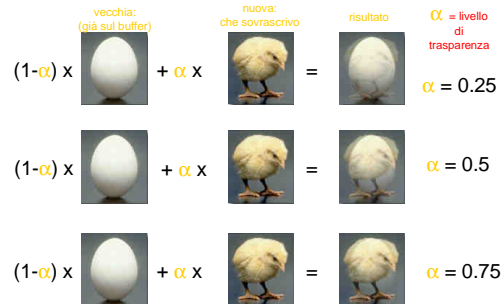 vecchia:
(già sul buffer)
nuova:
che sovrascrivo
risultato
α = livello
di
trasparenza
(1-α) x + α x = α = 0.25
(1-α) x + α x = α = 0.5
(1-α) x + α x = α = 0.75